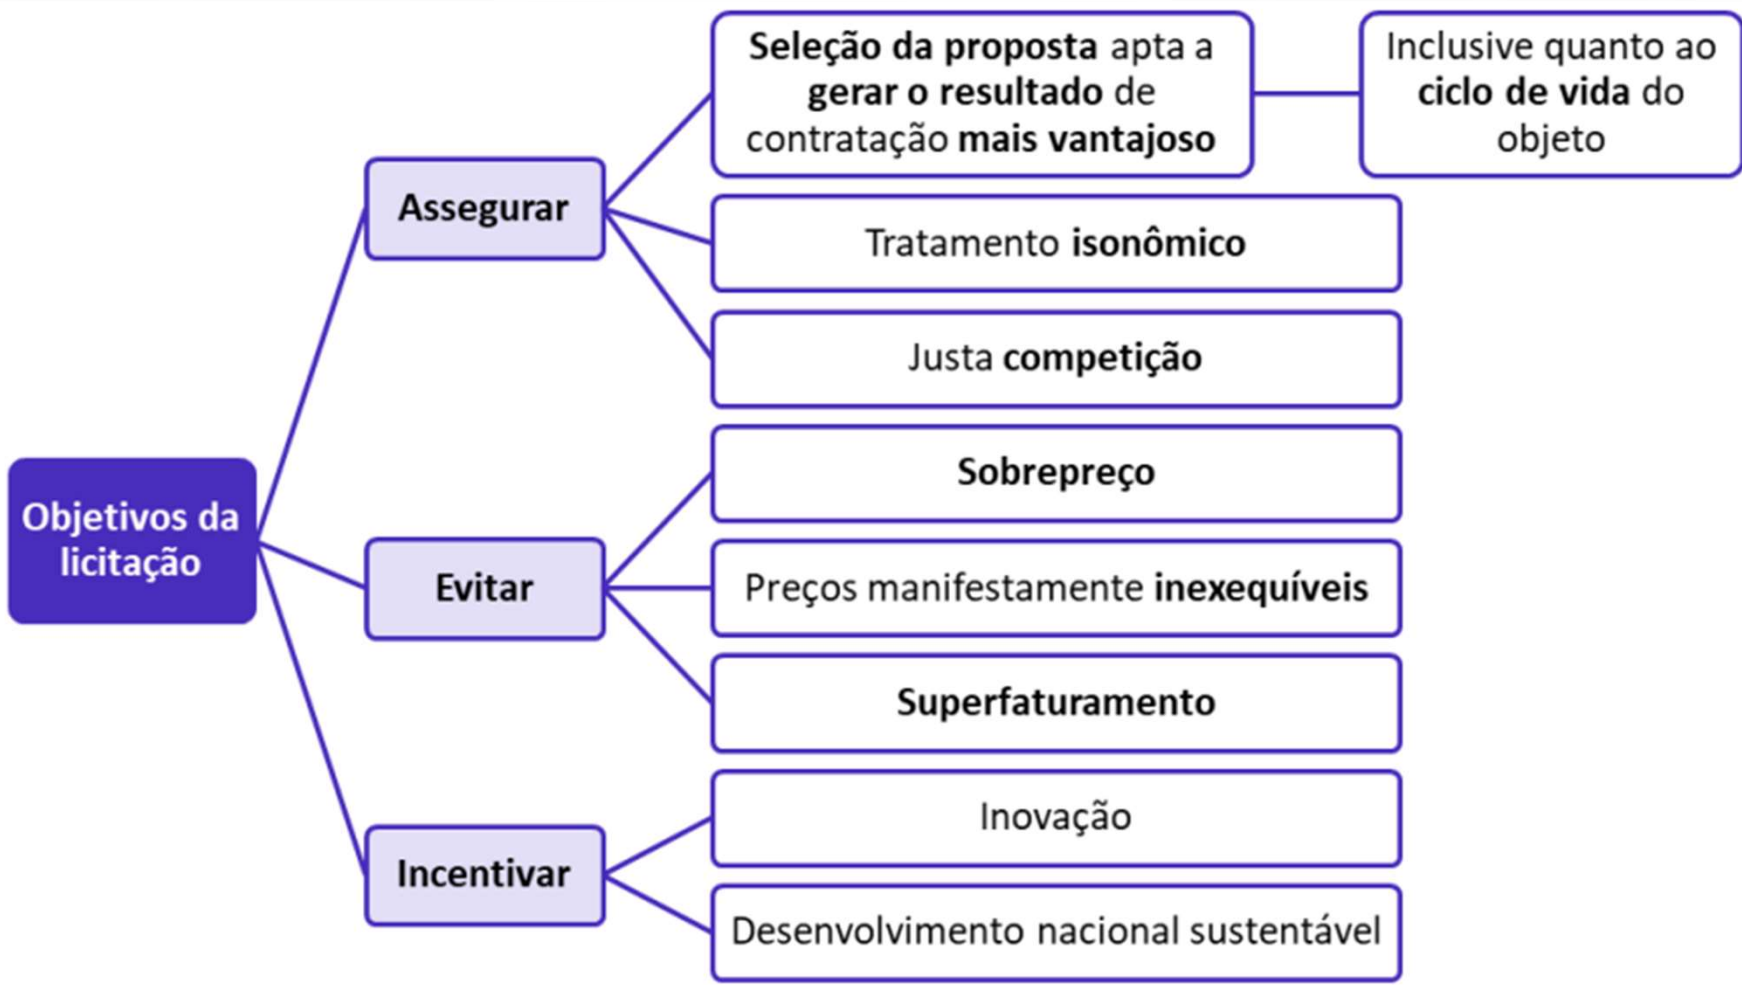 Objetivos da
licitação
Assegurar
Seleção da proposta apta a
gerar o resultado de
contratação mais vantajoso
Inclusive quanto ao
ciclo de vida do
objeto
Tratamento isonômico
Justa competição
Evitar
Sobrepreço
Preços manifestamente inexequíveis
Superfaturamento
Incentivar
Inovação
Desenvolvimento nacional sustentável